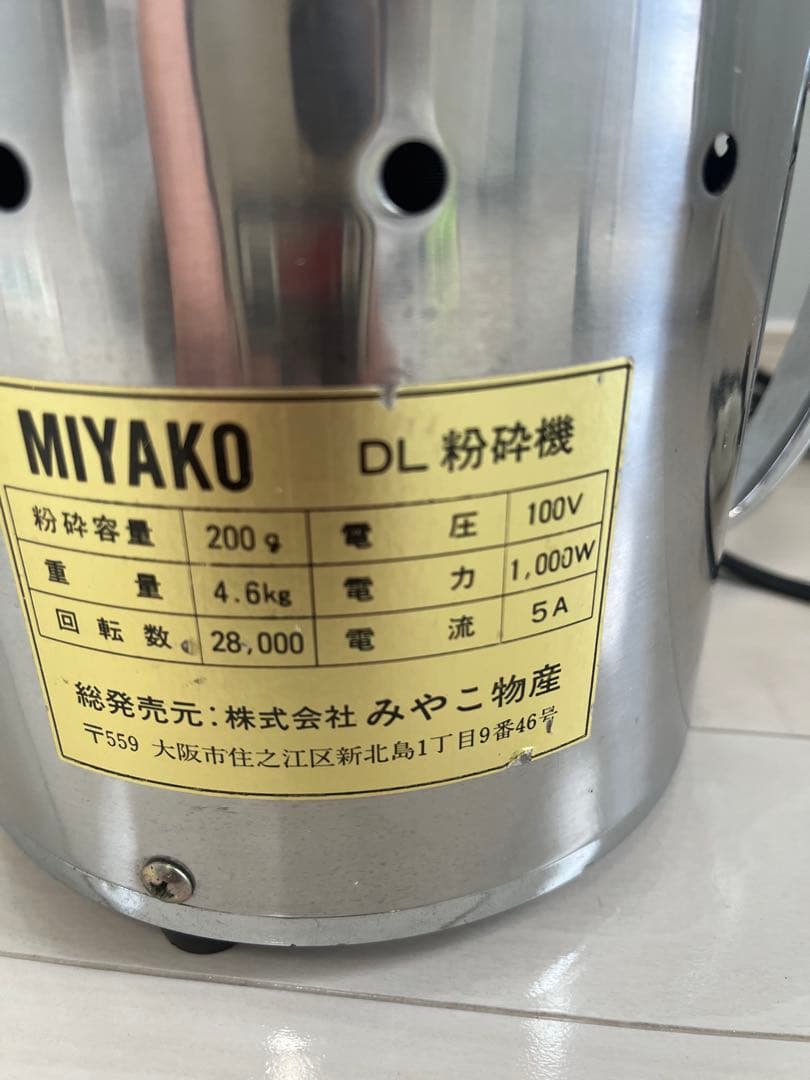 MIYAKO DL 粉砕機
粉砕容量 200g 電圧 100V
重量 4.6kg 電力 1,000W
回転数 28,000 電流 5A
総発売元:株式会社 みやこ物産
〒559 大阪市住之江区新北島1丁目9番46号